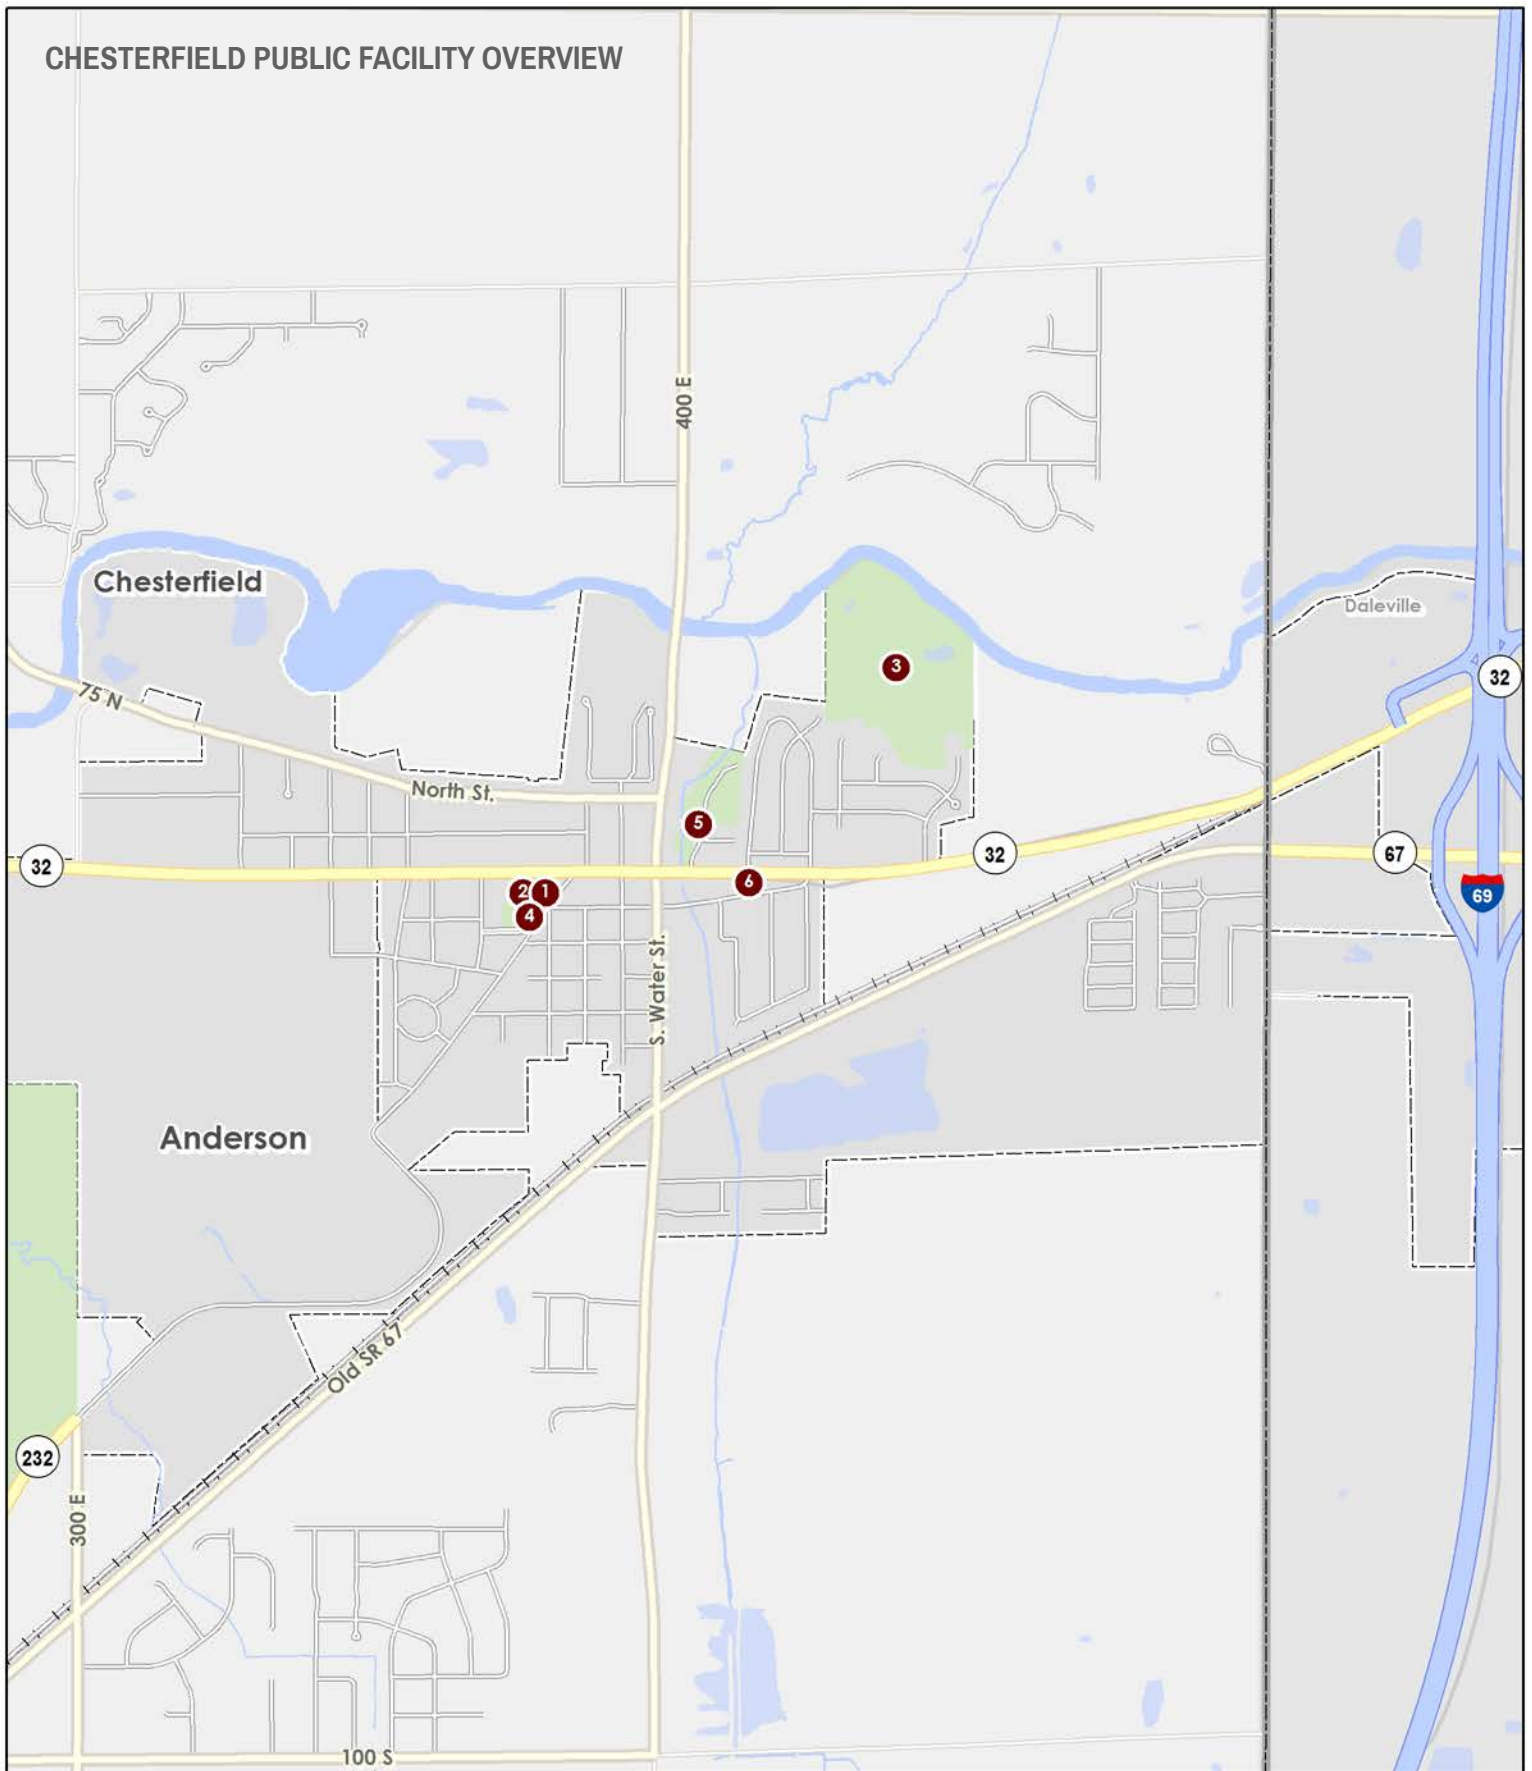 CHESTERFIELD PUBLIC FACILITY OVERVIEW
400 E
Chesterfield
Daleville
3
32
75 N
North St.
5
32
32
67
6
2
1
69
4
S. Water St.
Anderson
Old SR 67
232
300 E
100 S